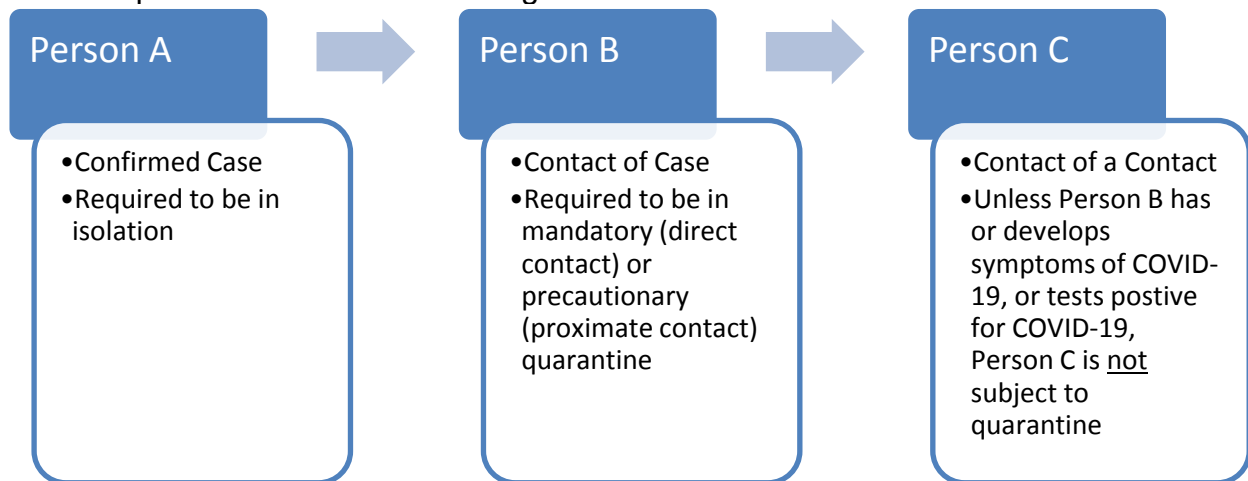 Person A
•Confirmed Case
•Required to be in
isolation
Person B
•Contact of Case
•Required to be in
mandatory (direct
contact) or
precautionary
(proximate contact)
quarantine
Person C
•Contact of a Contact
•Unless Person B has
or develops
symptoms of COVID-
19, or tests postive
for COVID-19,
Person C is not
subject to
quarantine